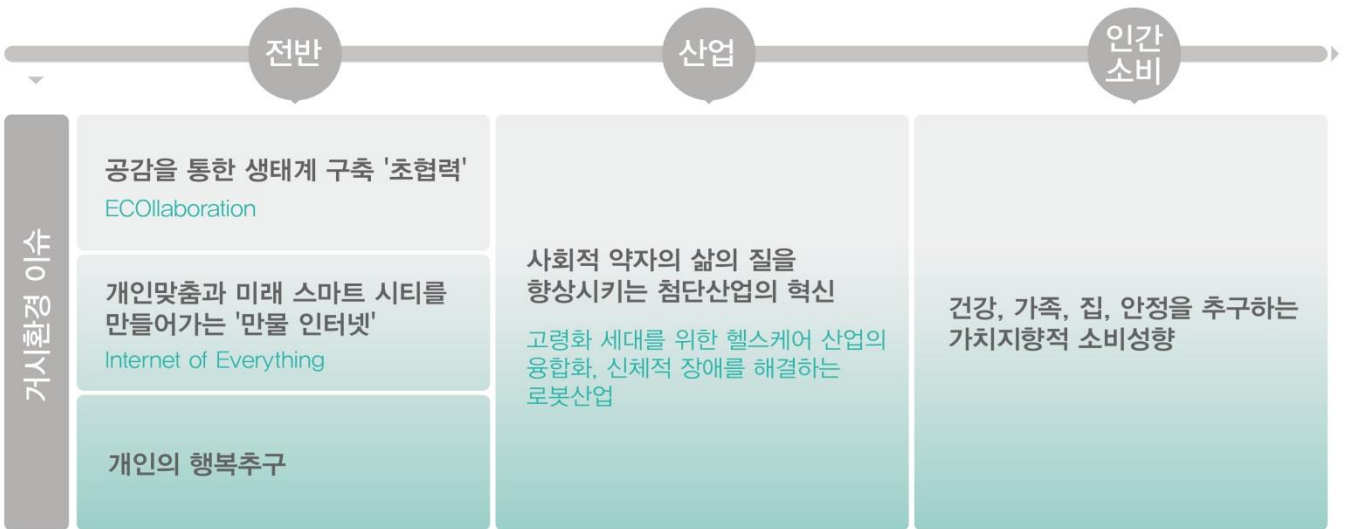 전반
산업
인간
소비
거시환경 이슈
공감을 통한 생태계 구축 '초협력'
ECOllaboration
개인맞춤과 미래 스마트 시티를
만들어가는 '만물 인터넷'
Internet of Everything
개인의 행복추구
사회적 약자의 삶의 질을
향상시키는 첨단산업의 혁신
고령화 세대를 위한 헬스케어 산업의
융합화, 신체적 장애를 해결하는
로봇산업
건강, 가족, 집, 안정을 추구하는
가치지향적 소비성향